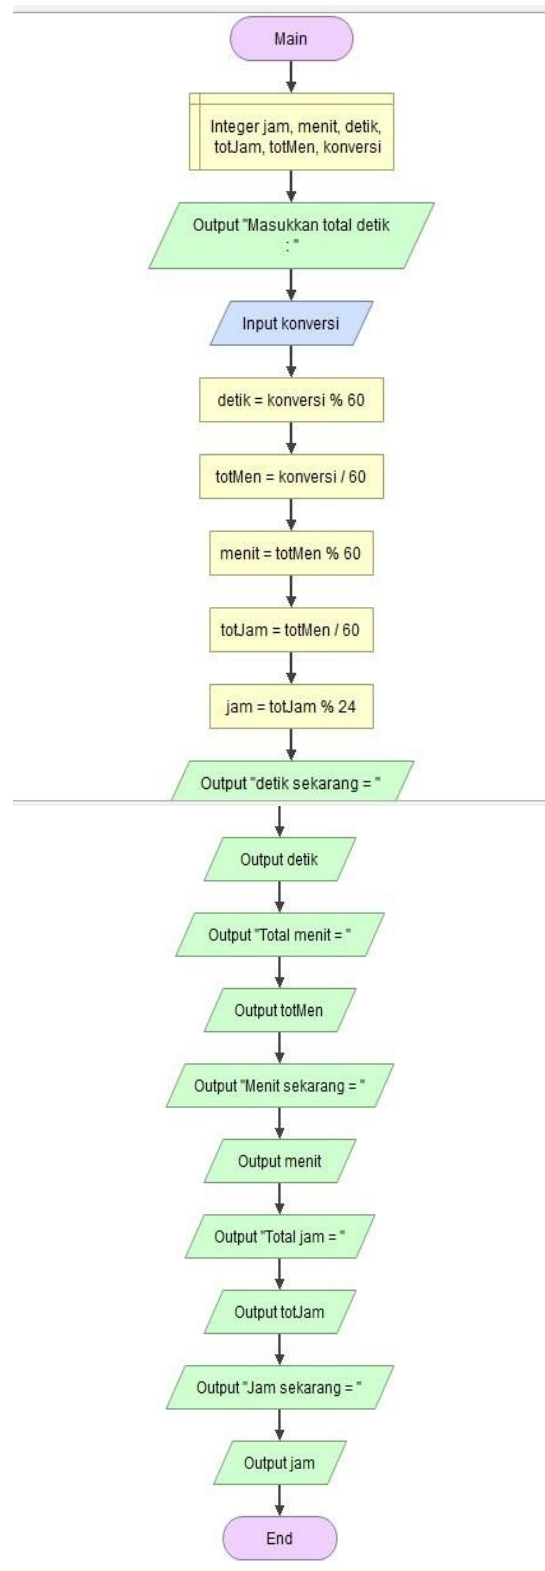 Main
Integer jam, menit, detik,
totJam, totMen, konversi
Output "Masukkan total detik
: "
Input konversi
detik = konversi % 60
totMen = konversi / 60
menit = totMen % 60
totJam = totMen / 60
jam = totJam % 24
Output "detik sekarang = "
Output detik
Output "Total menit = "
Output totMen
Output "Menit sekarang = "
Output menit
Output "Total jam = "
Output totJam
Output "Jam sekarang = "
Output jam
End